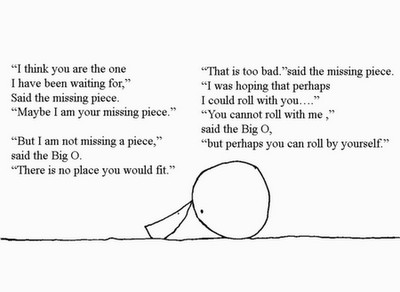 “I think you are the one
I have been waiting for,”
Said the missing piece.
“Maybe I am your missing piece.”
“But I am not missing a piece,”
said the Big O.
“There is no place you would fit.”
“That is too bad.”said the missing piece.
“I was hoping that perhaps
I could roll with you….”
“You cannot roll with me ,”
said the Big O,
“but perhaps you can roll by yourself.”